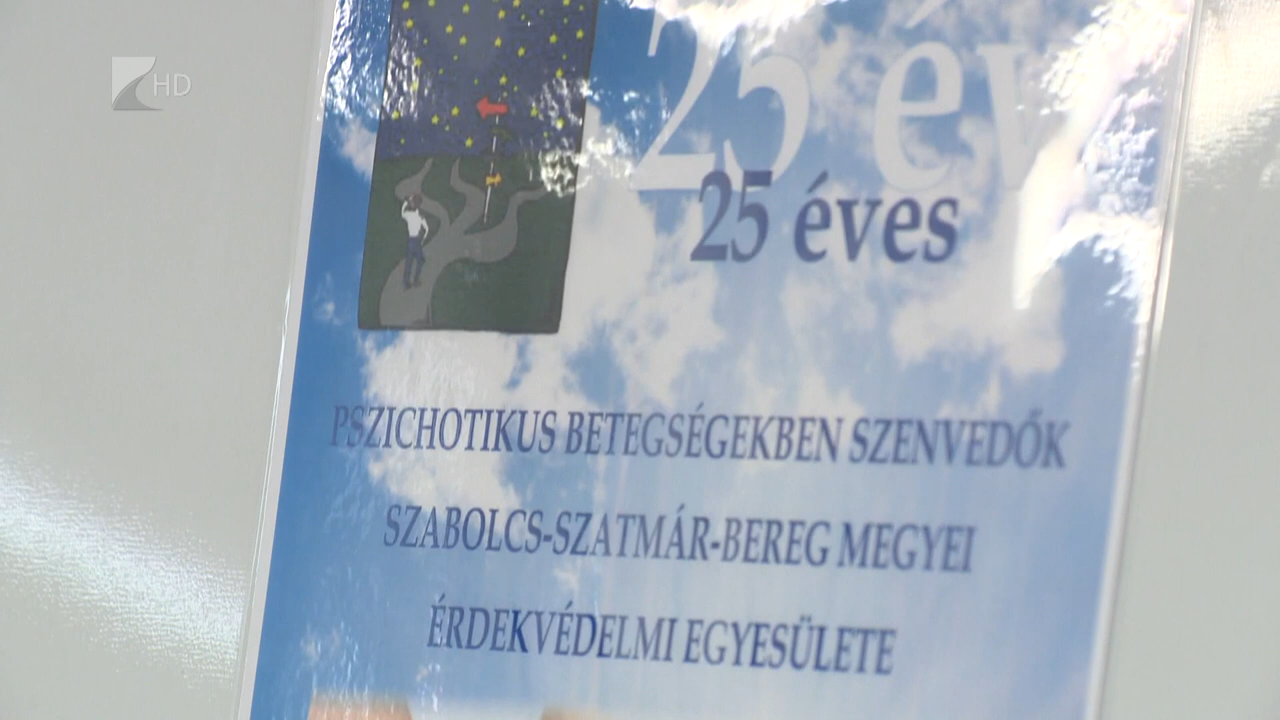 HD
25 év
25 éves
PSZICHOTIKUS BETEGSÉGEKBEN SZENVEDŐK
SZABOLCS-SZATMÁR-BEREG MEGYEI
ÉRDEKVÉDELMI EGYESÜLETE